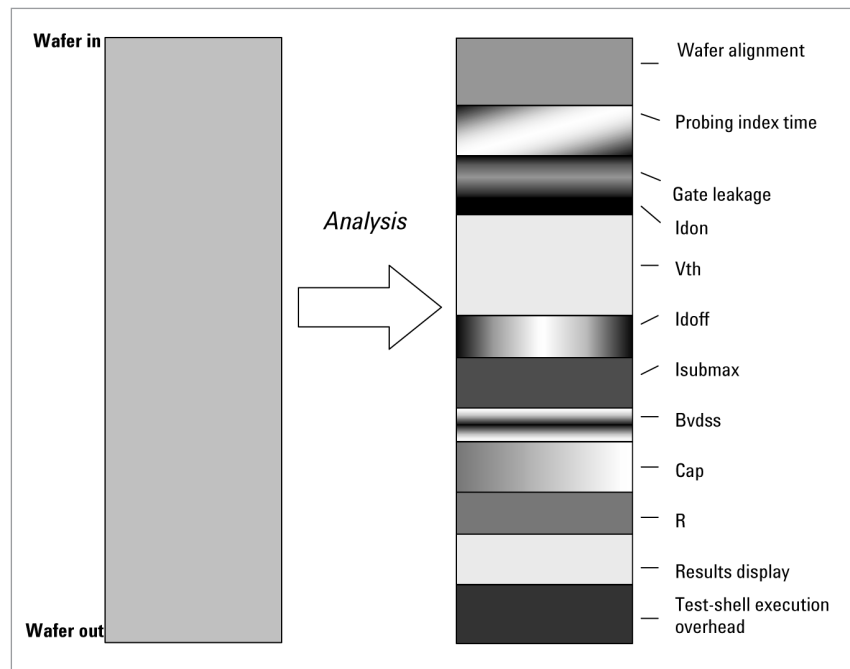 Wafer in
Wafer out
Analysis
Wafer alignment
Probing index time
Gate leakage
Idon
Vth
Idoff
Isubmax
Bvdss
Cap
R
Results display
Test-shell execution
overhead